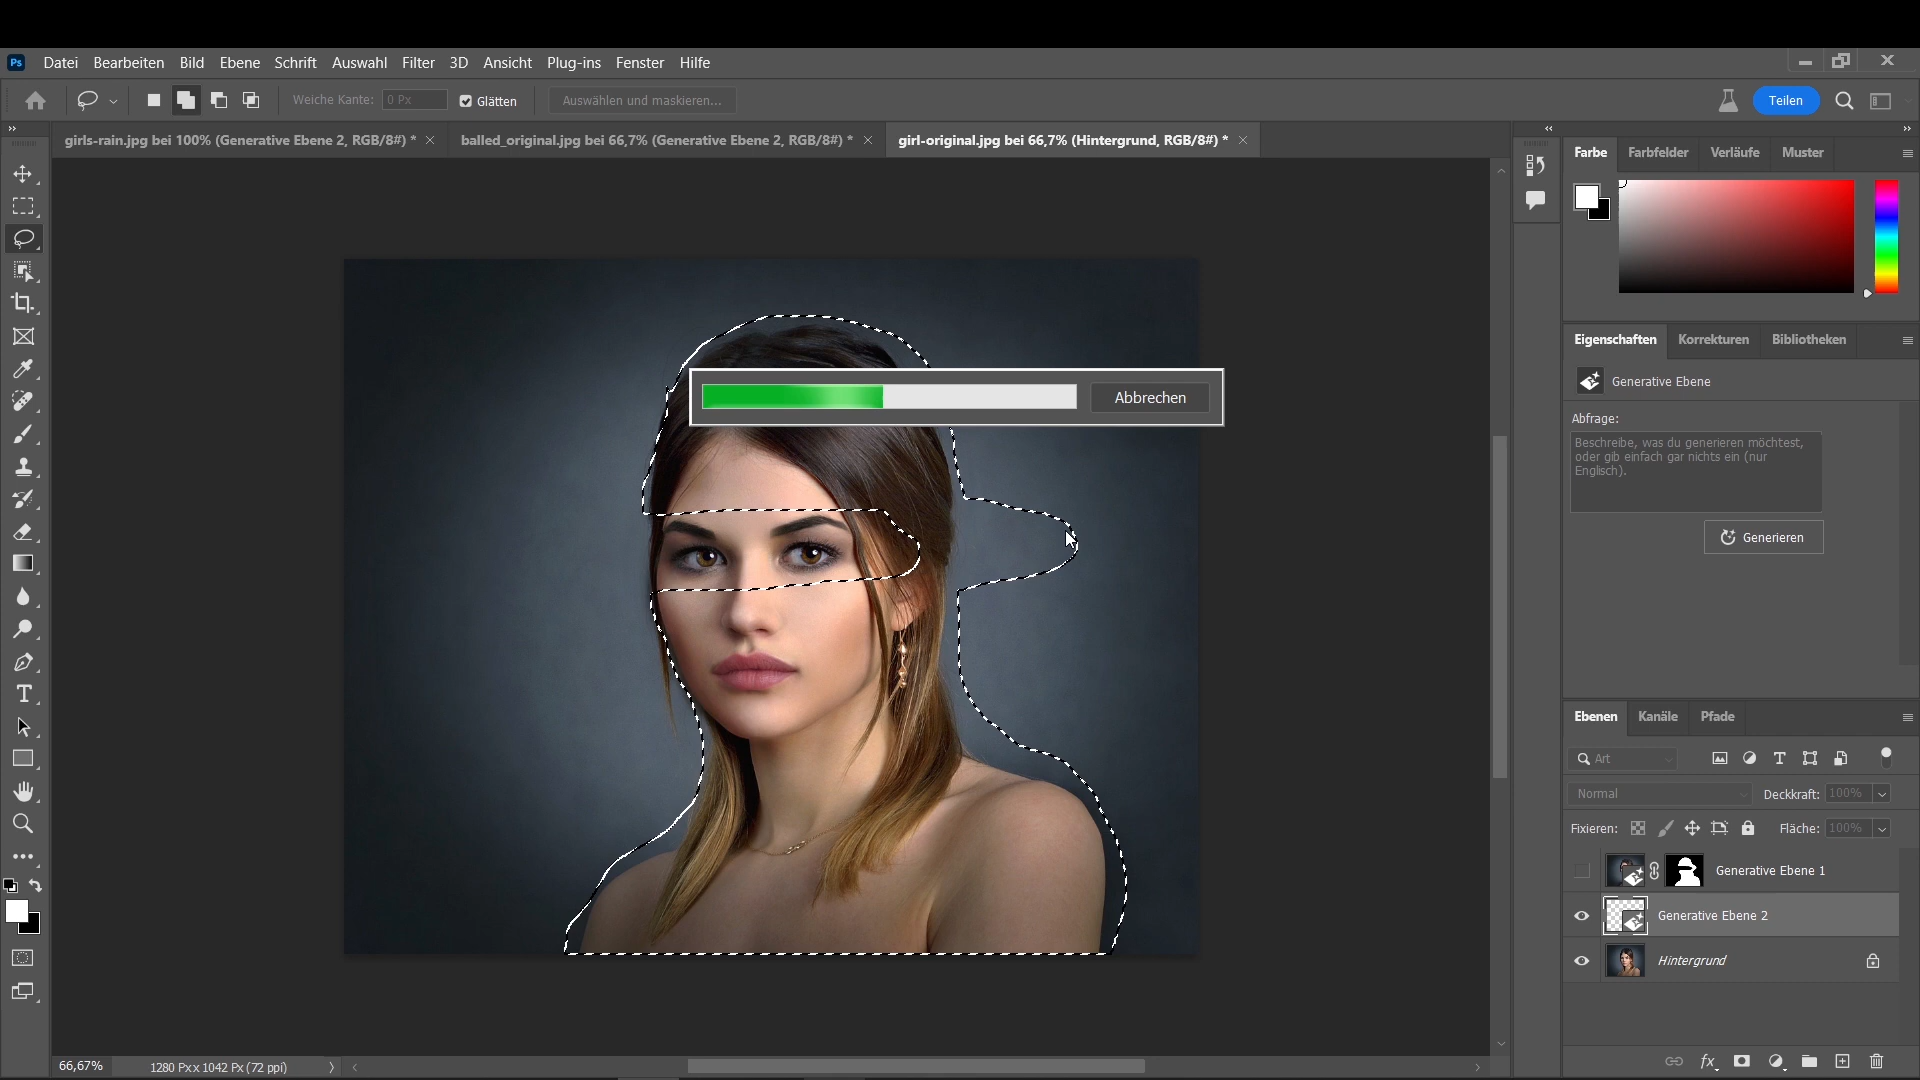 Ps Datei Bearbeiten Bild Ebene Schrift Auswahl Filter 3D Ansicht Plug-ins Fenster Hilfe
Weiche Kante: 0 Px Glätten Auswählen und maskieren... Teilen
girls-rain.jpg bei 100% (Generative Ebene 2, RGB/8#) * balled_original.jpg bei 66,7% (Generative Ebene 2, RGB/8#) * girl-original.jpg bei 66,7% (Hintergrund, RGB/8#) *
Farbe Farbfelder Verläufe Muster
Eigenschaften Korrekturen Bibliotheken
Generative Ebene
Abbrechen
Abfrage:
Beschreibe, was du generieren möchtest,
oder gib einfach gar nichts ein (nur
Englisch).
Generieren
Ebenen Kanäle Pfade
Art
Normal Deckkraft: 100%
Fixieren: Fläche: 100%
Generative Ebene 1
Generative Ebene 2
Hintergrund
66,67% 1280 Px x 1042 Px (72 ppi)
fx